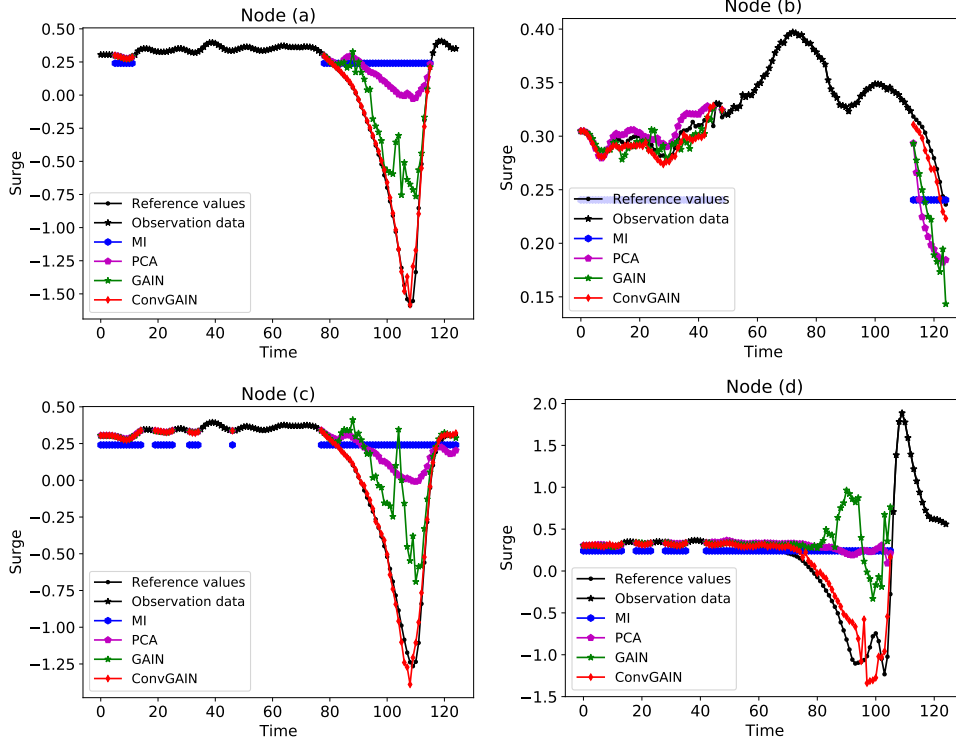 Node (a)
0.50
0.25
0.00
−0.25
−0.50
−0.75
−1.00
−1.25
−1.50
Surge
Reference values
Observation data
MI
PCA
GAIN
ConvGAIN
0 20 40 60 80 100 120
Time
Node (b)
0.40
0.35
0.30
0.25
0.20
0.15
Surge
Reference values
Observation data
MI
PCA
GAIN
ConvGAIN
0 20 40 60 80 100 120
Time
Node (c)
0.50
0.25
0.00
−0.25
−0.50
−0.75
−1.00
−1.25
Surge
Reference values
Observation data
MI
PCA
GAIN
ConvGAIN
0 20 40 60 80 100 120
Time
Node (d)
2.0
1.5
1.0
0.5
0.0
−0.5
−1.0
−1.5
Surge
Reference values
Observation data
MI
PCA
GAIN
ConvGAIN
0 20 40 60 80 100 120
Time